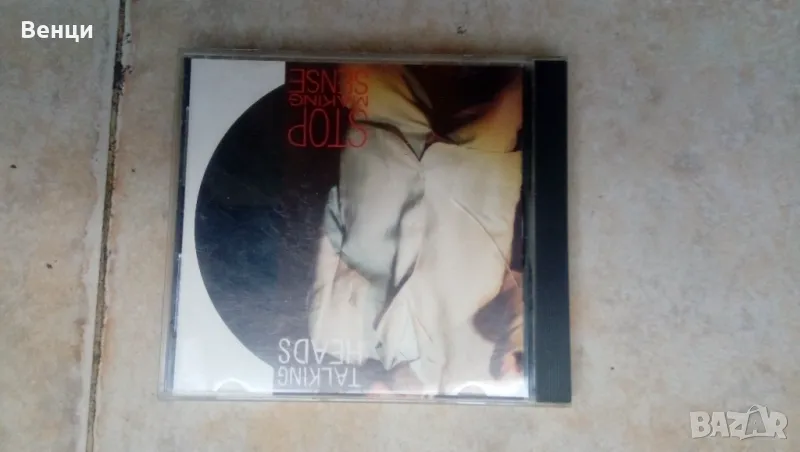 Венци
TALKING
HEADS
STOP
MAKING
SENSE
BAZAR